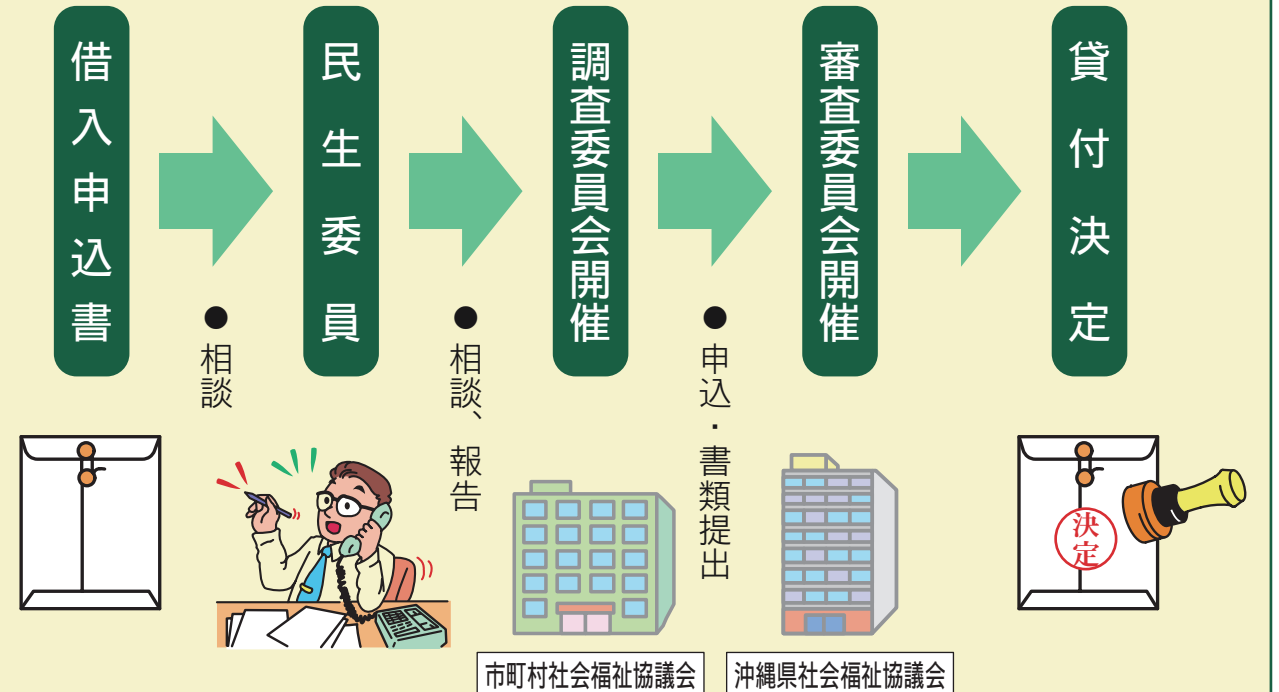 借入申込書
●相談
民生委員
●相談、報告
調査委員会開催
●申込・書類提出
審査委員会開催
貸付決定
決定
市町村社会福祉協議会
沖縄県社会福祉協議会